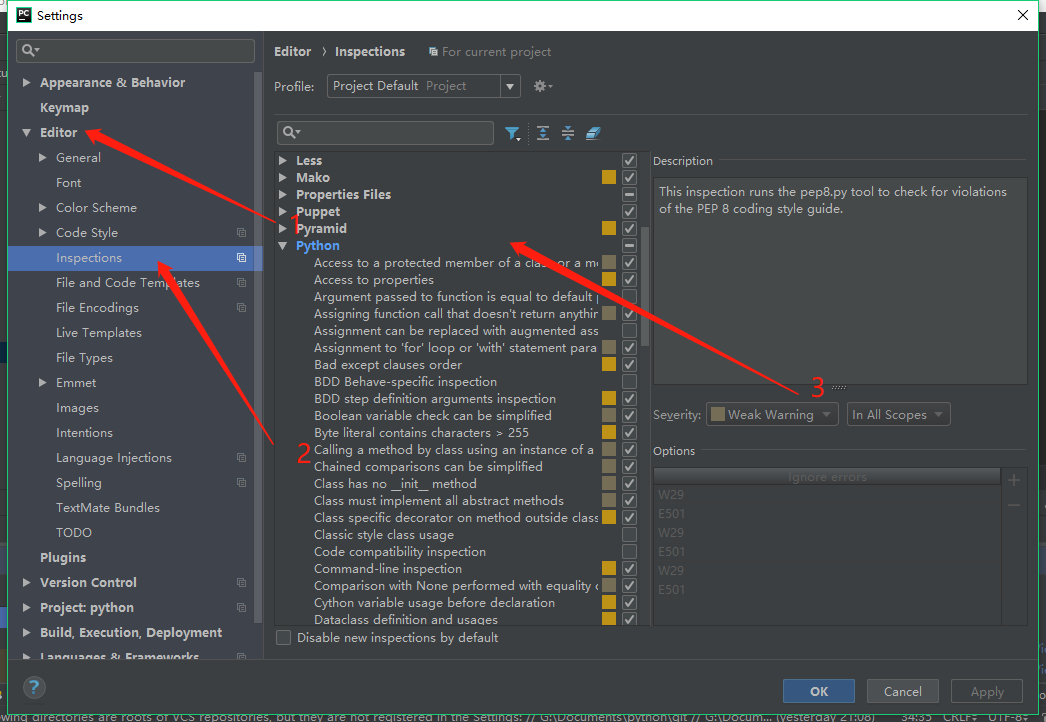 PC
Settings
Appearance & Behavior
Keymap
Editor
General
Font
Color Scheme
Code Style
Inspections
File and Code Templates
File Encodings
Live Templates
File Types
Emmet
Images
Intentions
Language Injections
Spelling
TextMate Bundles
TODO
Plugins
Version Control
Project: python
Build, Execution, Deployment
Languages & Frameworks
?
Editor › Inspections For current project
Profile: Project Default Project
Less
Mako
Properties Files
Puppet
1
Pyramid
Python
Access to a protected member of a class or a me
Access to properties
Argument passed to function is equal to default
Assigning function call that doesn't return anythin
Assignment can be replaced with augmented ass
Assignment to 'for' loop or 'with' statement para
Bad except clauses order
BDD Behave-specific inspection
BDD step definition arguments inspection
Boolean variable check can be simplified
Byte literal contains characters > 255
2
Calling a method by class using an instance of a
Chained comparisons can be simplified
Class has no __init__ method
Class must implement all abstract methods
Class specific decorator on method outside class
Classic style class usage
Code compatibility inspection
Command-line inspection
Comparison with None performed with equality
Cython variable usage before declaration
Dataclass definition and usages
Disable new inspections by default
Description
This inspection runs the pep8.py tool to check for violations
of the PEP 8 coding style guide.
3
Severity: Weak Warning In All Scopes
Options
Ignore errors
W29
E501
W29
E501
W29
E501
OK Cancel Apply
wing directories are roots of VCS repositories, but they are not registered in the Settings: // G:\Documents\python\git // G:\Docum... (yesterday 21:08) 34:35 CRLF UTF-8